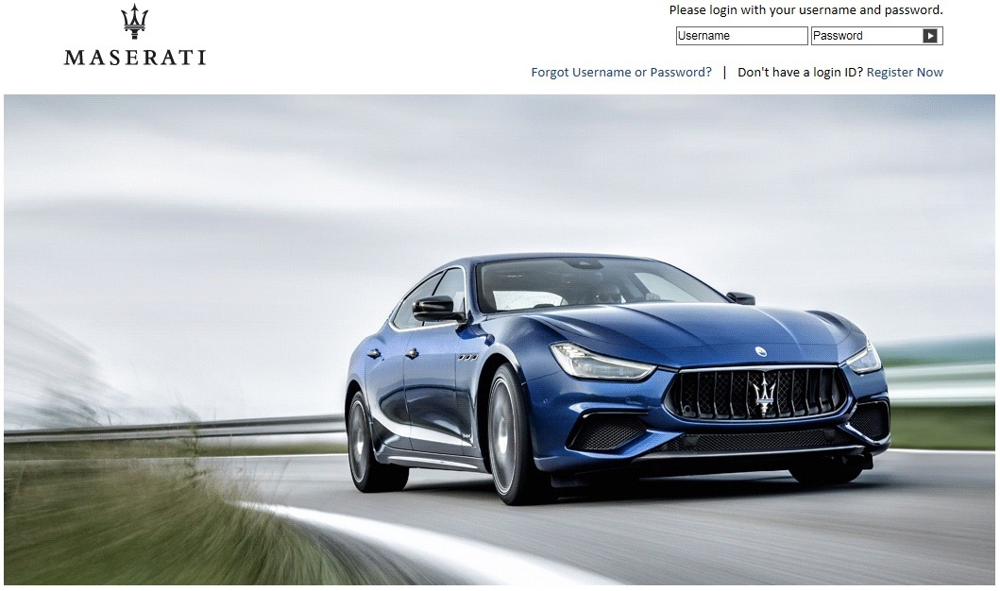 MASERATI
Please login with your username and password.
Username
Password
Forgot Username or Password? | Don't have a login ID? Register Now